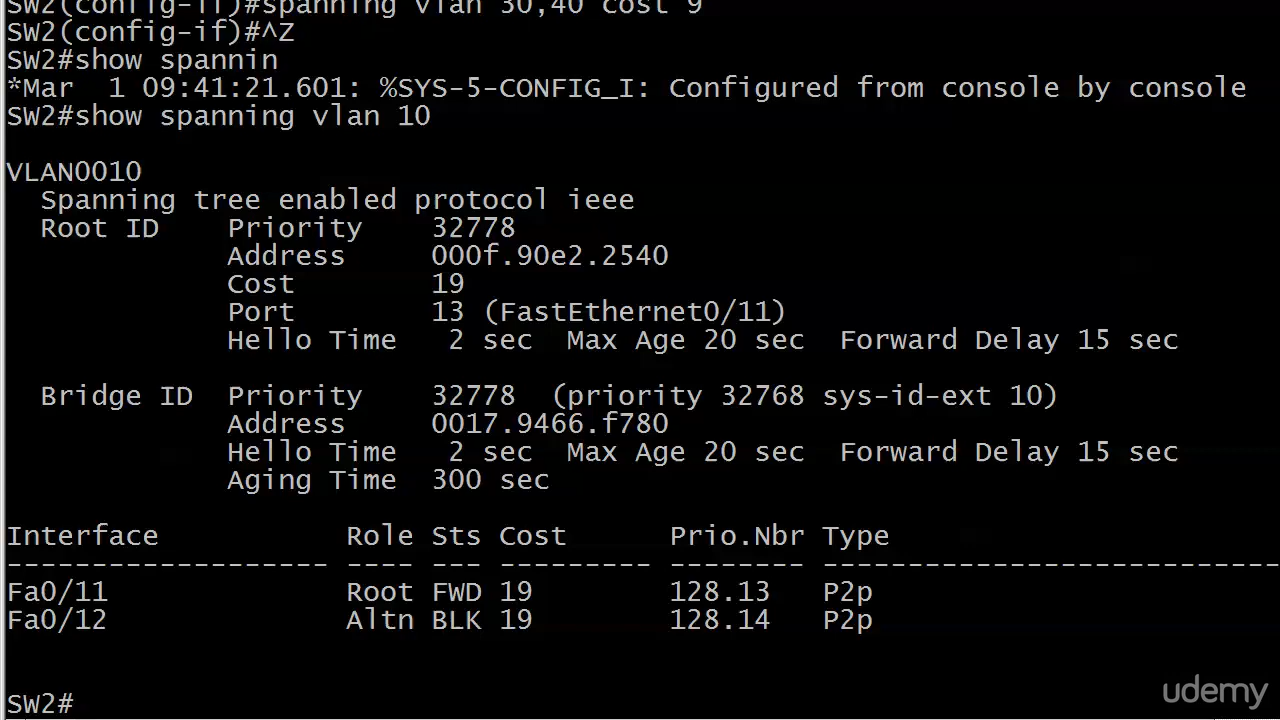 SW2(config-if)#spanning vlan 30,40 cost 9
SW2(config-if)#^Z
SW2#show spannin
*Mar  1 09:41:21.601: %SYS-5-CONFIG_I: Configured from console by console
SW2#show spanning vlan 10

VLAN0010
  Spanning tree enabled protocol ieee
  Root ID    Priority    32778
             Address     000f.90e2.2540
             Cost        19
             Port        13 (FastEthernet0/11)
             Hello Time   2 sec  Max Age 20 sec  Forward Delay 15 sec

  Bridge ID  Priority    32778  (priority 32768 sys-id-ext 10)
             Address     0017.9466.f780
             Hello Time   2 sec  Max Age 20 sec  Forward Delay 15 sec
             Aging Time  300 sec

Interface           Role Sts Cost      Prio.Nbr Type
------------------- ---- --- --------- -------- ---------------------------
Fa0/11              Root FWD 19        128.13   P2p
Fa0/12              Altn BLK 19        128.14   P2p

SW2#
udemy